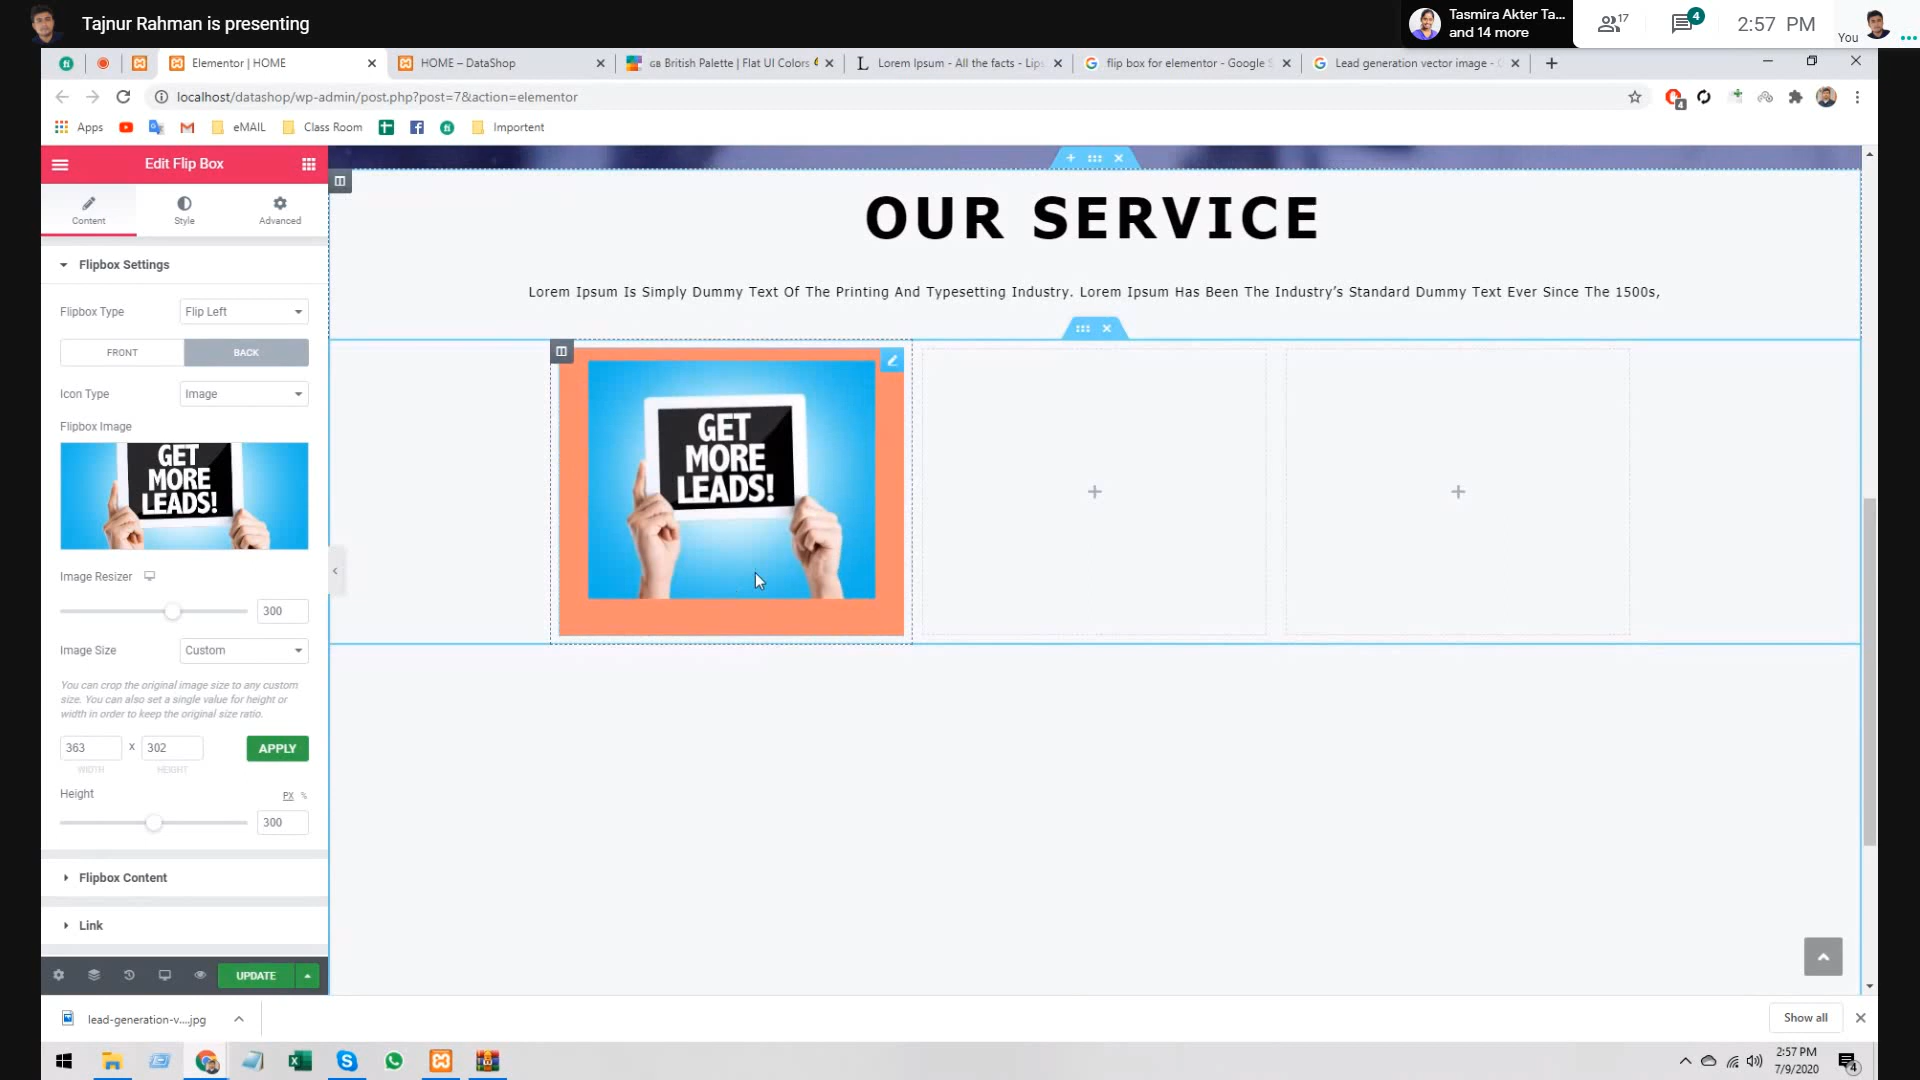 Tajnur Rahman is presenting
Tasmira Akter Ta...
and 14 more
17
4
2:57 PM
You
Elementor | HOME
HOME – DataShop
British Palette | Flat UI Colors
Lorem Ipsum - All the facts - Lips
flip box for elementor - Google S
Lead generation vector image - G
localhost/datashop/wp-admin/post.php?post=7&action=elementor
4
Apps
eMAIL
Class Room
Importent
Edit Flip Box
Content
Style
Advanced
Flipbox Settings
Flipbox Type
Flip Left
FRONT
BACK
Icon Type
Image
Flipbox Image
GET
MORE
LEADS!
Image Resizer
300
Image Size
Custom
You can crop the original image size to any custom
size. You can also set a single value for height or
width in order to keep the original size ratio.
363 x 302
APPLY
WIDTH
HEIGHT
Height
PX %
300
Flipbox Content
Link
UPDATE
OUR SERVICE
Lorem Ipsum Is Simply Dummy Text Of The Printing And Typesetting Industry. Lorem Ipsum Has Been The Industry's Standard Dummy Text Ever Since The 1500s,
GET
MORE
LEADS!
lead-generation-v....jpg
Show all
2:57 PM
7/9/2020
4